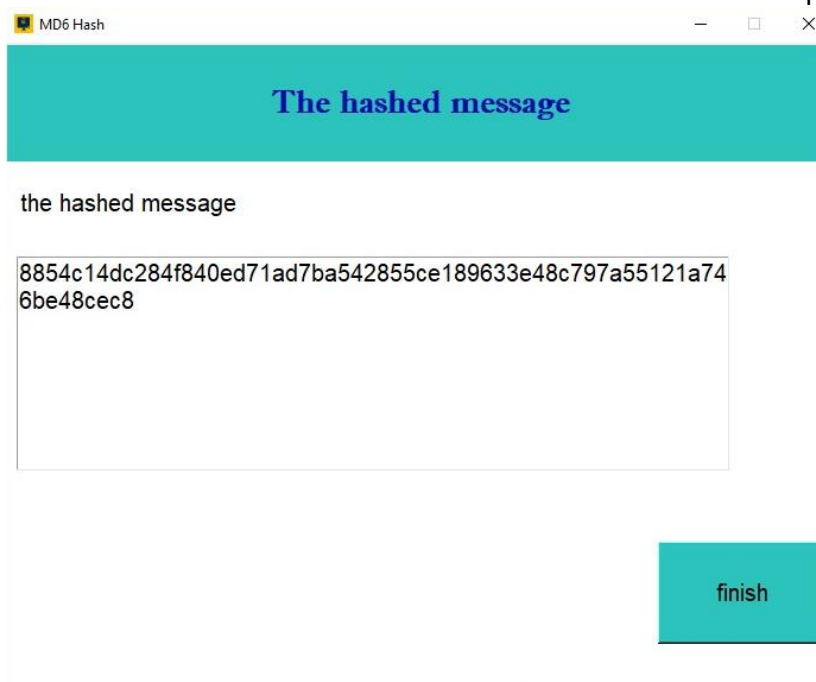 MD6 Hash
The hashed message
the hashed message
8854c14dc284f840ed71ad7ba542855ce189633e48c797a55121a74
6be48cec8
finish